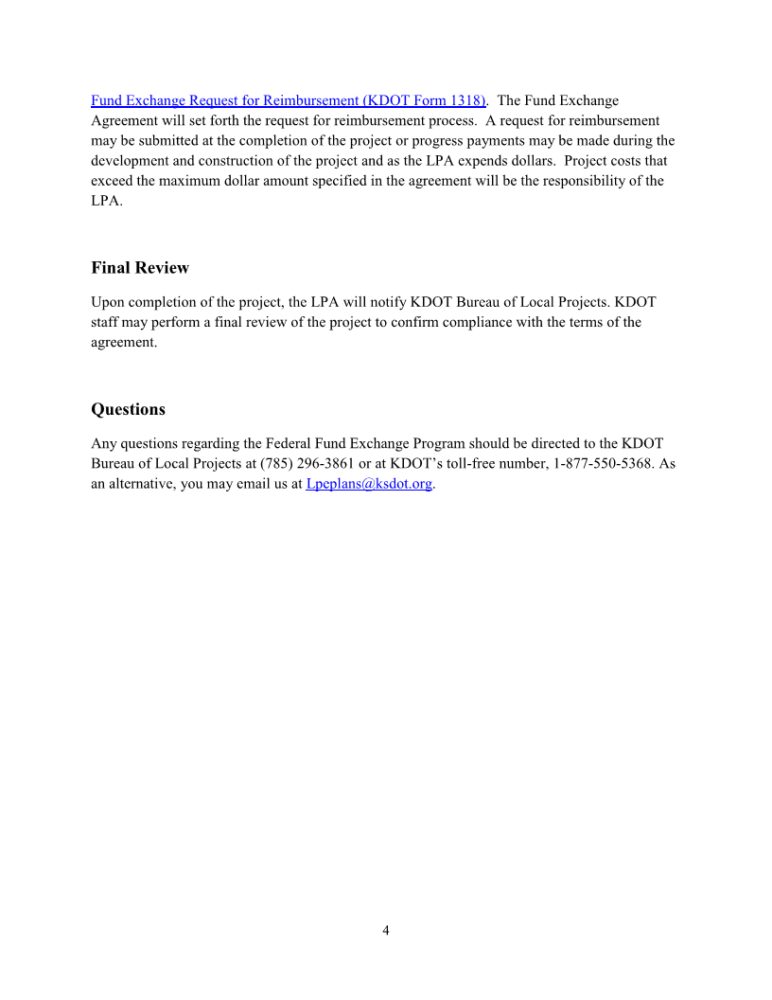 Fund Exchange Request for Reimbursement (KDOT Form 1318).  The Fund Exchange
Agreement will set forth the request for reimbursement process.  A request for reimbursement
may be submitted at the completion of the project or progress payments may be made during the
development and construction of the project and as the LPA expends dollars.  Project costs that
exceed the maximum dollar amount specified in the agreement will be the responsibility of the
LPA.
Final Review
Upon completion of the project, the LPA will notify KDOT Bureau of Local Projects. KDOT
staff may perform a final review of the project to confirm compliance with the terms of the
agreement.
Questions
Any questions regarding the Federal Fund Exchange Program should be directed to the KDOT
Bureau of Local Projects at (785) 296-3861 or at KDOT’s toll-free number, 1-877-550-5368. As
an alternative, you may email us at Lpeplans@ksdot.org.
4